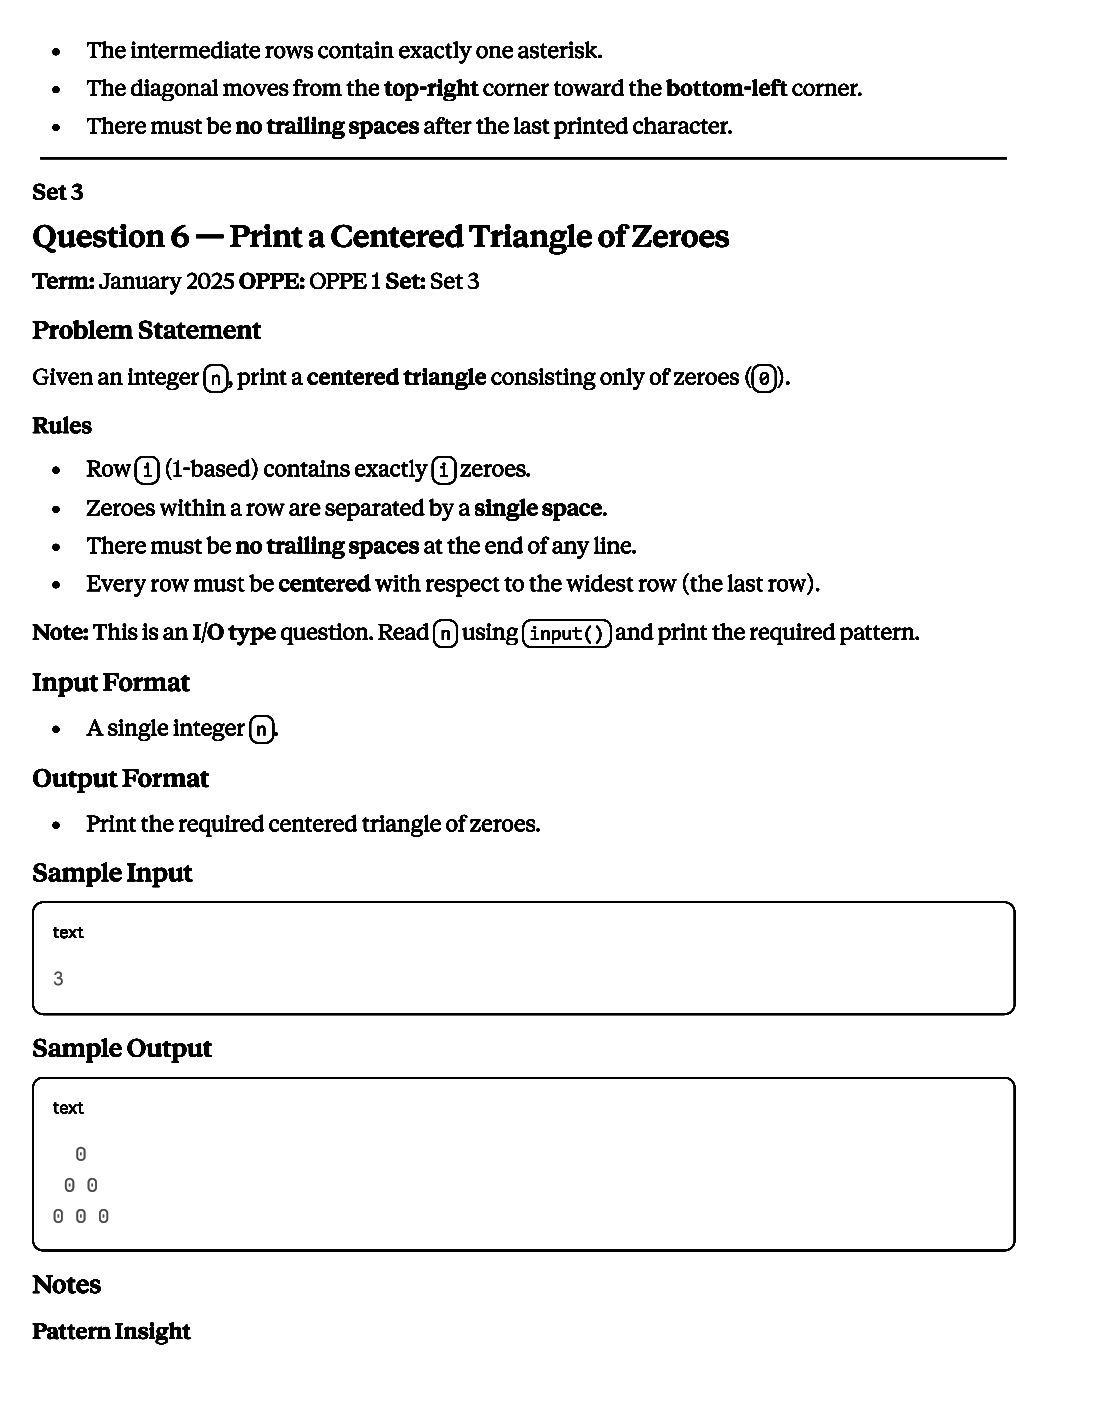 • The intermediate rows contain exactly one asterisk.
• The diagonal moves from the top-right corner toward the bottom-left corner.
• There must be no trailing spaces after the last printed character.
Set 3
Question 6 — Print a Centered Triangle of Zeroes
Term: January 2025 OPPE: OPPE 1 Set: Set 3
Problem Statement
Given an integer n, print a centered triangle consisting only of zeroes (0).
Rules
• Row i (1-based) contains exactly i zeroes.
• Zeroes within a row are separated by a single space.
• There must be no trailing spaces at the end of any line.
• Every row must be centered with respect to the widest row (the last row).
Note: This is an I/O type question. Read n using input() and print the required pattern.
Input Format
• A single integer n.
Output Format
• Print the required centered triangle of zeroes.
Sample Input
text
3
Sample Output
text
  0
 0 0
0 0 0
Notes
Pattern Insight